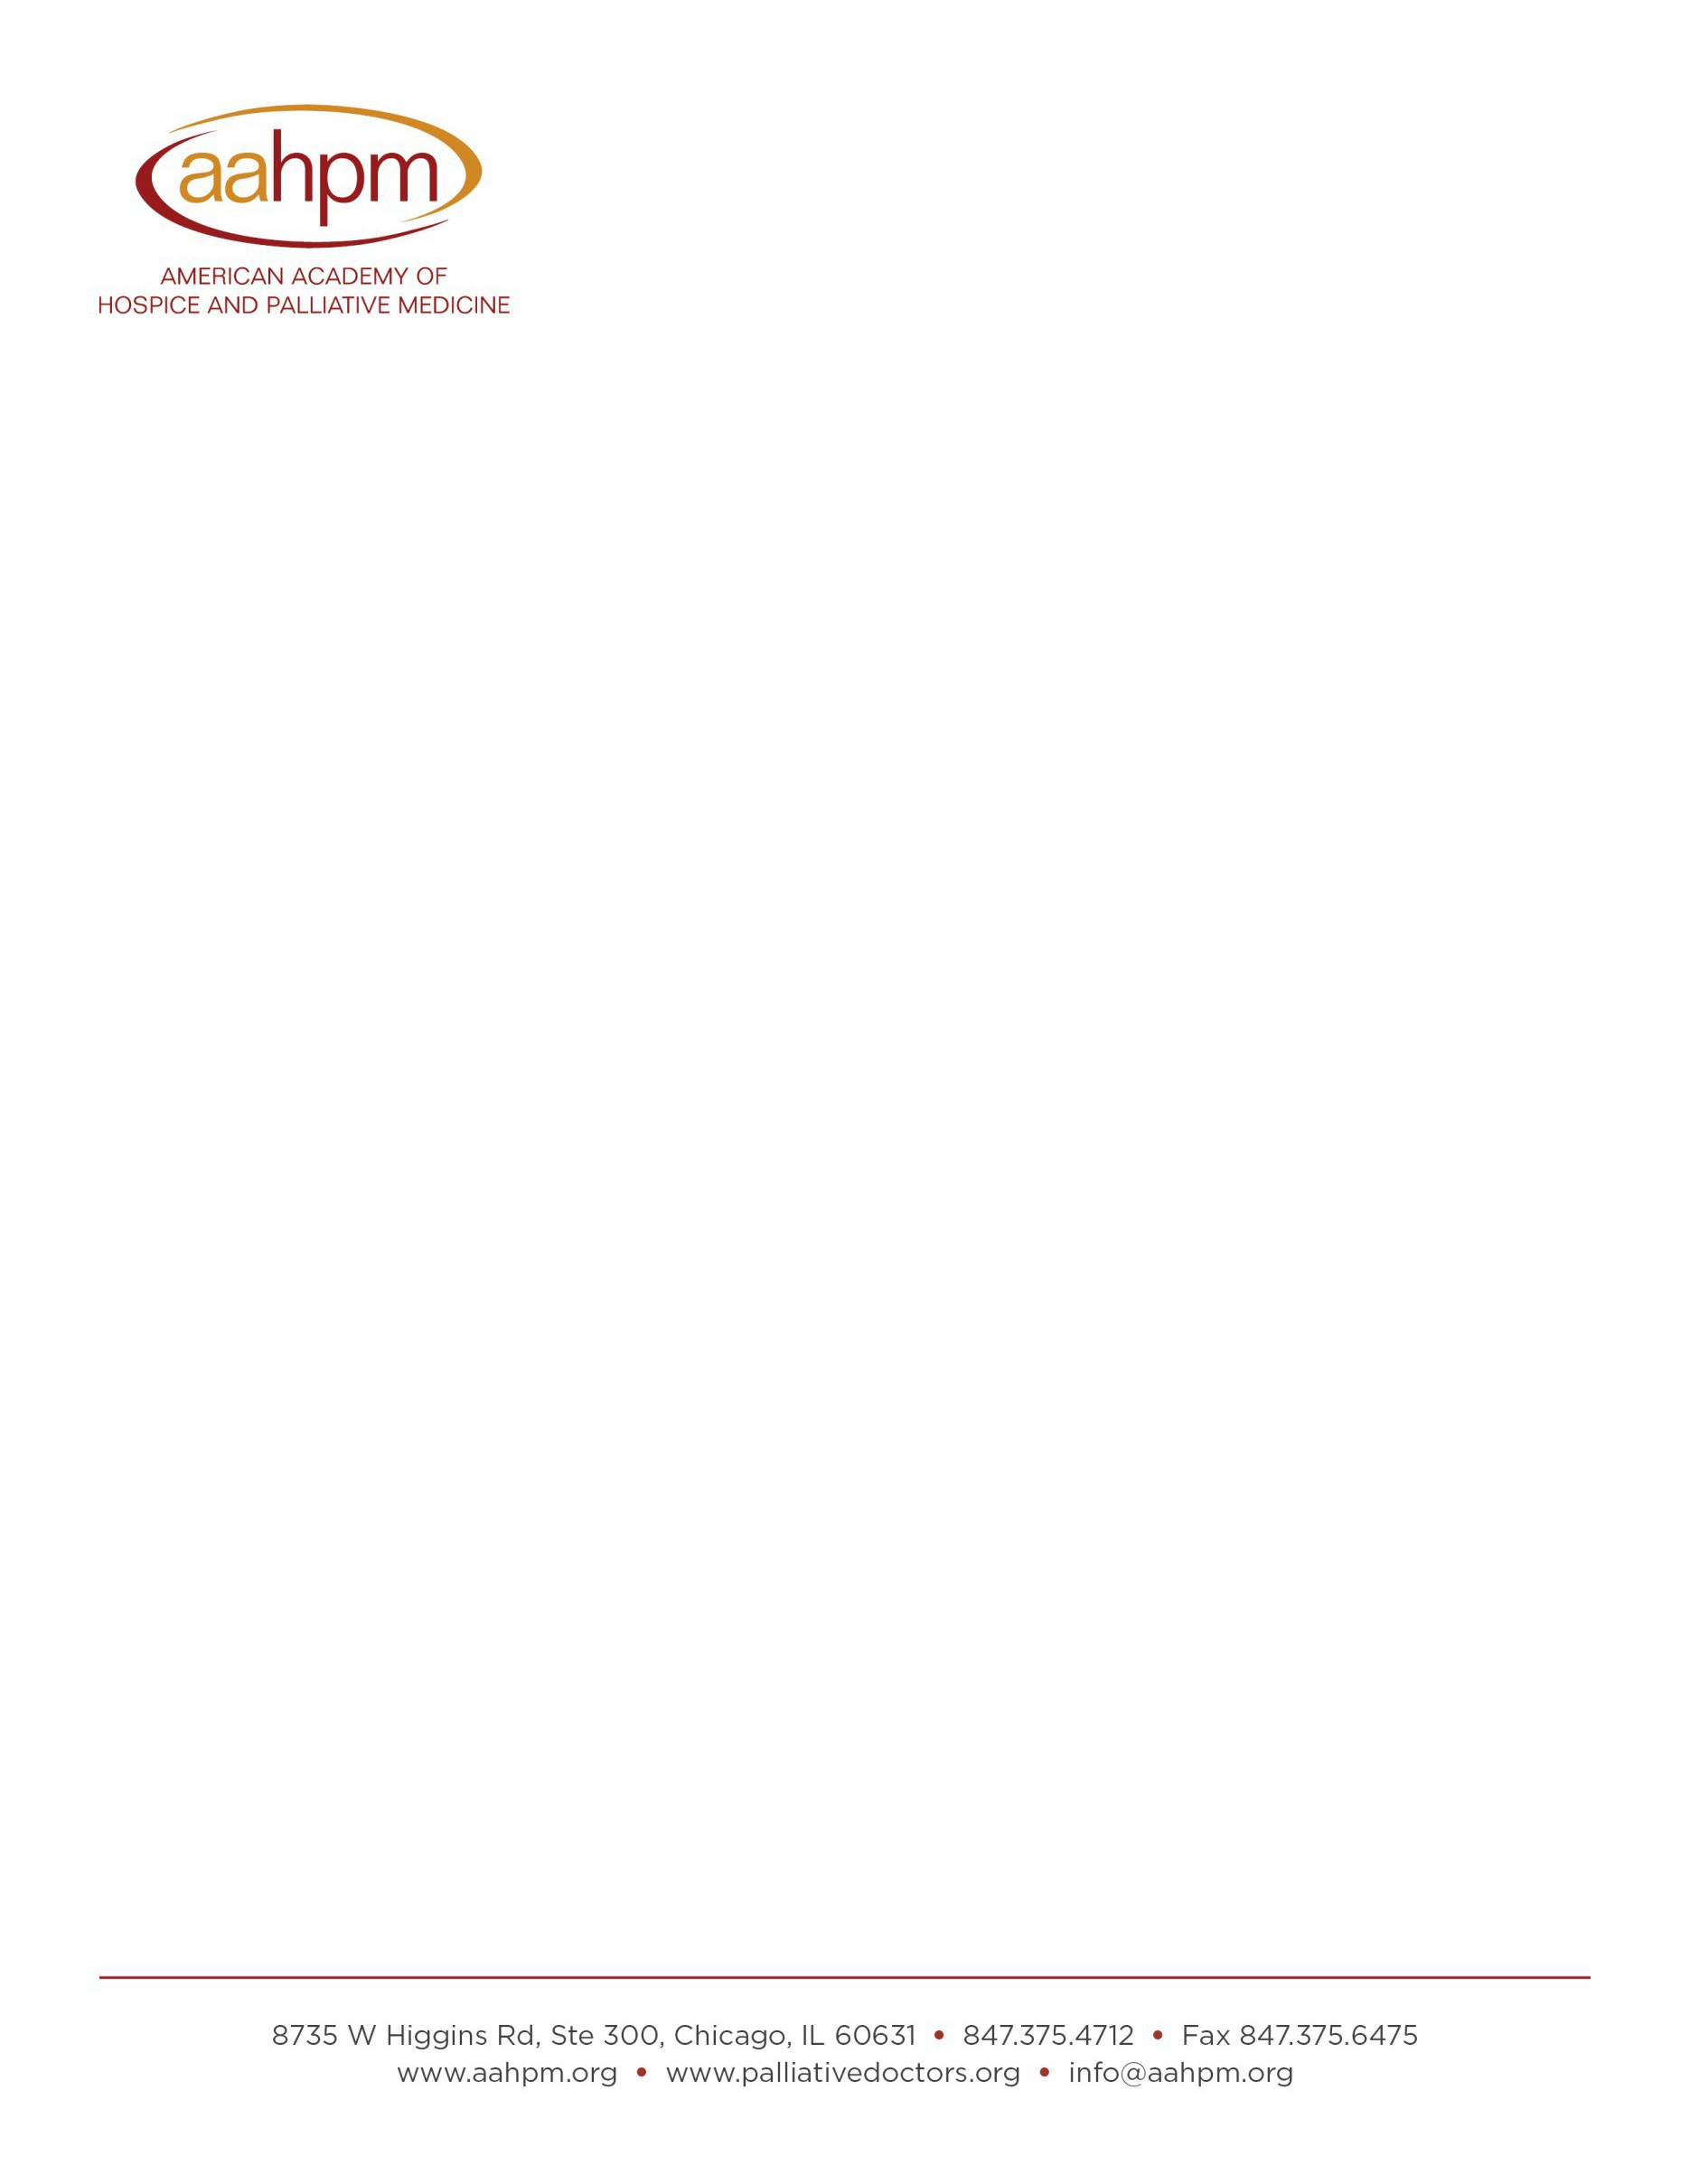 aahpm
AMERICAN ACADEMY OF
HOSPICE AND PALLIATIVE MEDICINE
8735 W Higgins Rd, Ste 300, Chicago, IL 60631 • 847.375.4712 • Fax 847.375.6475
www.aahpm.org • www.palliativedoctors.org • info@aahpm.org